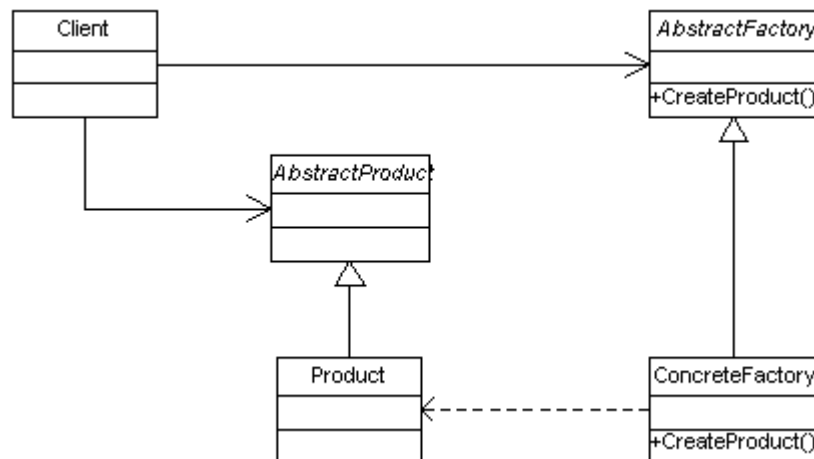 Client
AbstractFactory
+CreateProduct()
AbstractProduct
Product
ConcreteFactory
+CreateProduct()